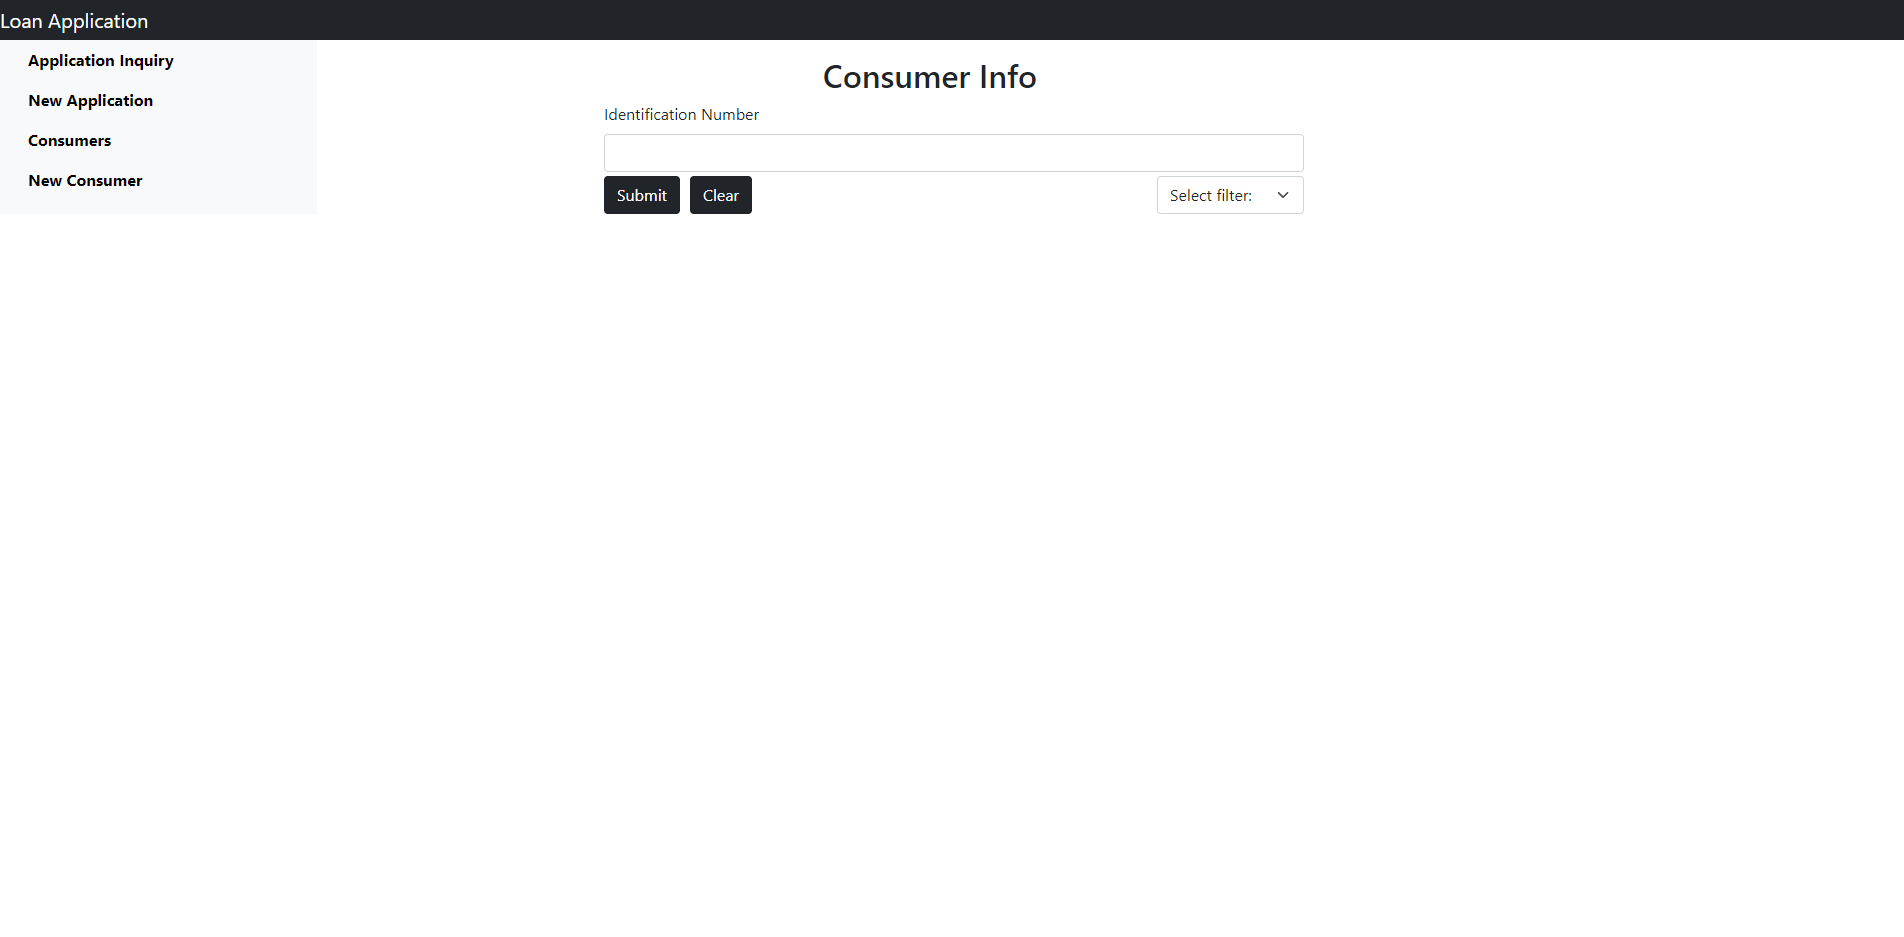 Loan Application
Application Inquiry
New Application
Consumers
New Consumer
Consumer Info
Identification Number
Submit Clear Select filter: